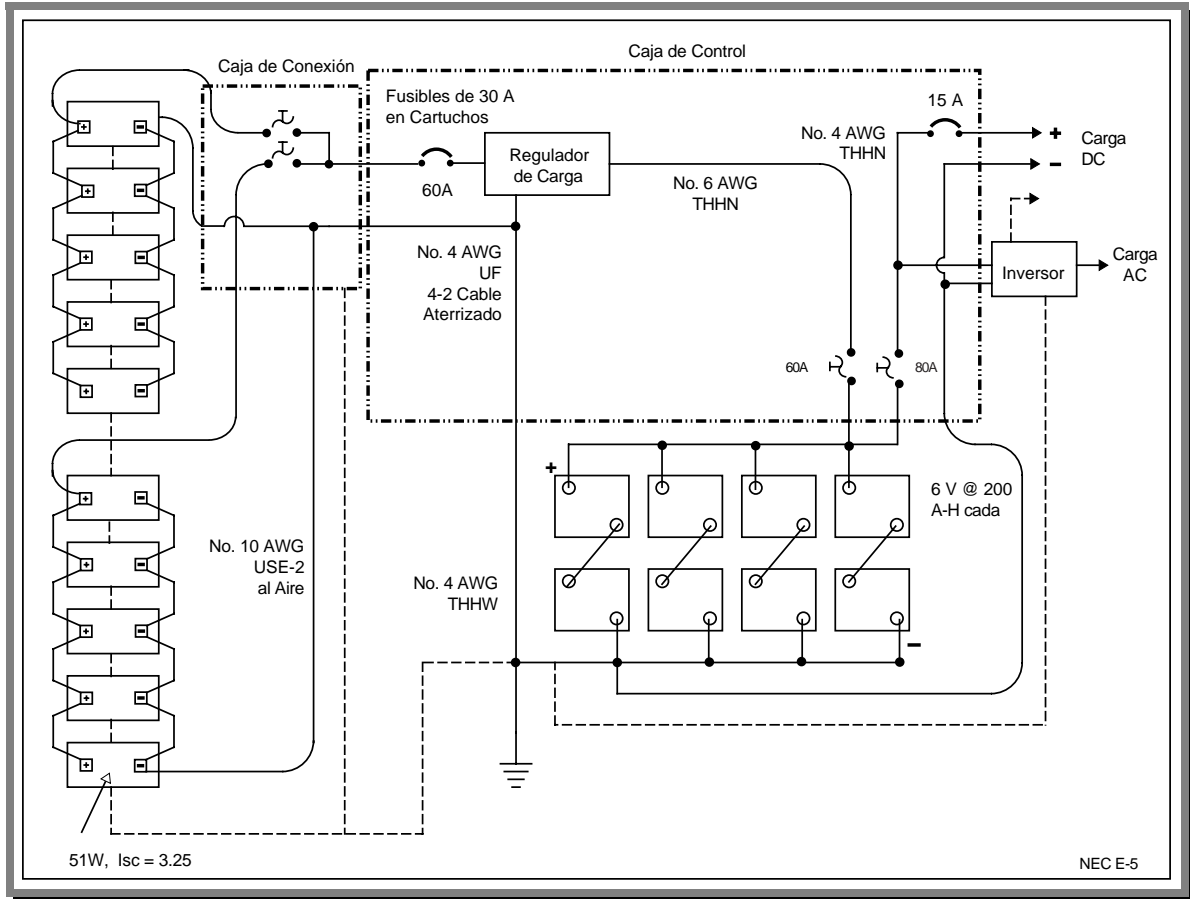 Caja de Control
Caja de Conexión
Fusibles de 30 A
en Cartuchos
60A
Regulador
de Carga
No. 6 AWG
THHN
No. 4 AWG
THHN
15 A
+
Carga
DC
-
Inversor
Carga
AC
No. 4 AWG
UF
4-2 Cable
Aterrizado
60A
80A
+
6 V @ 200
A-H cada
-
No. 10 AWG
USE-2
al Aire
No. 4 AWG
THHW
+ -
+ -
+ -
+ -
+ -
+ -
+ -
+ -
+ -
+ -
51W, Isc = 3.25
NEC E-5